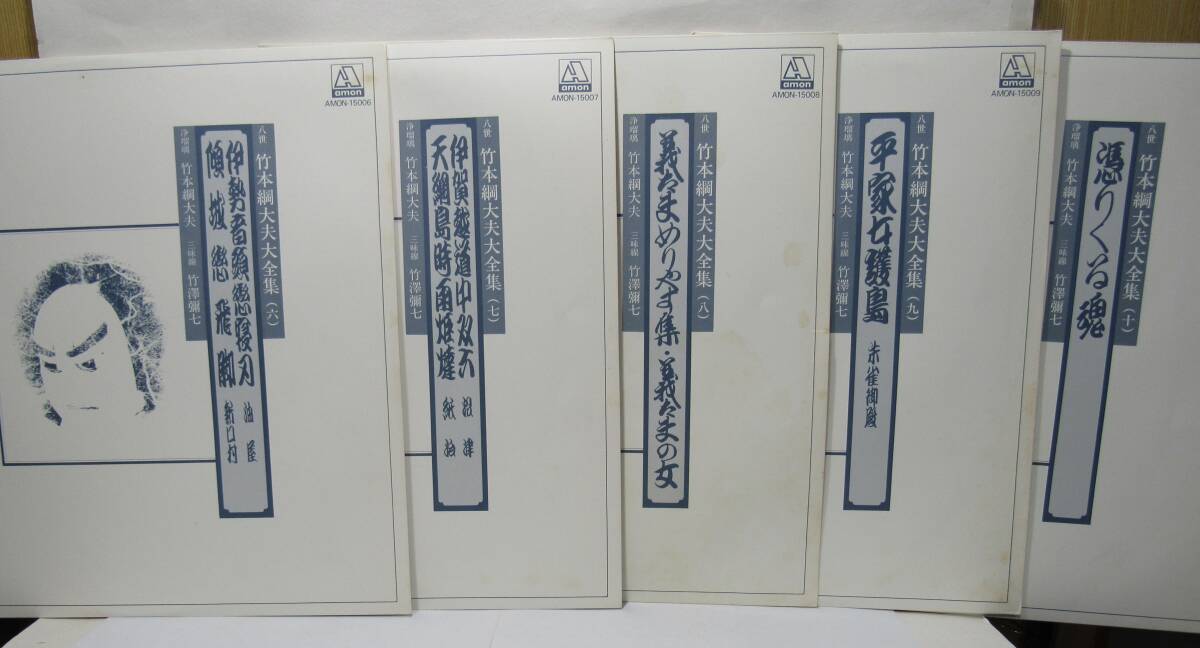 amon
AMON-15006
八世 竹本綱大夫大全集(六)
浄瑠璃 竹本綱大夫 三味線 竹澤彌七
伊勢音頭戀寝刃 油屋
傾城戀飛脚 新口村
amon
AMON-15007
八世 竹本綱大夫大全集(七)
浄瑠璃 竹本綱大夫 三味線 竹澤彌七
伊賀越道中双六 沼津
天網島時雨炬燵 紙治
amon
AMON-15008
八世 竹本綱大夫大全集(八)
浄瑠璃 竹本綱大夫 三味線 竹澤彌七
義太夫めりやす集・義太夫の女
amon
AMON-15009
八世 竹本綱大夫大全集(九)
浄瑠璃 竹本綱大夫 三味線 竹澤彌七
平家女護島 朱雀御殿
八世 竹本綱大夫大全集(十)
浄瑠璃 竹本綱大夫 三味線 竹澤彌七
憑りくる魂